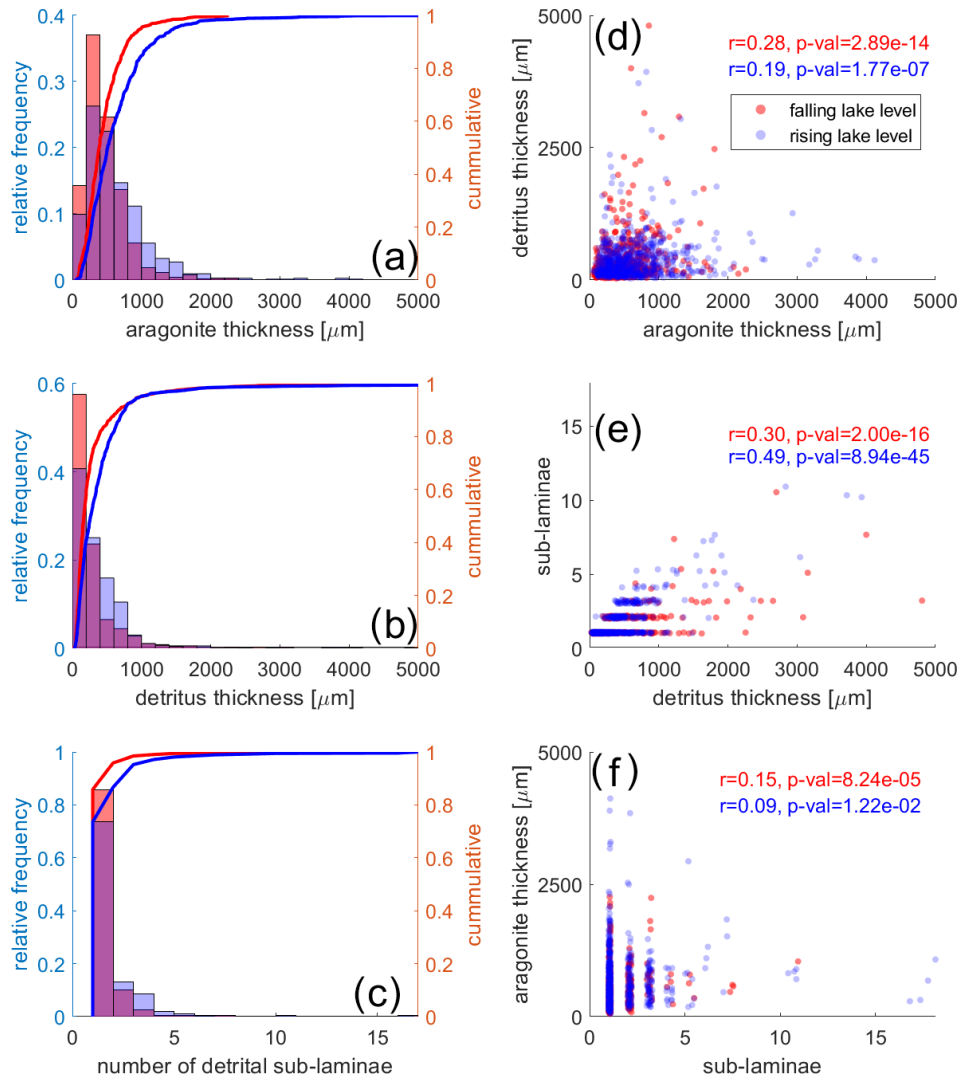 0.4
0.3
0.2
0.1
0
relative frequency
1
0.8
0.6
0.4
0.2
0
cummulative
(a)
0 1000 2000 3000 4000 5000
aragonite thickness [μm]
(d)
r=0.28, p-val=2.89e-14
r=0.19, p-val=1.77e-07
falling lake level
rising lake level
5000
2500
0
detritus thickness [μm]
0 1000 2000 3000 4000 5000
aragonite thickness [μm]
0.6
0.4
0.2
0
relative frequency
1
0.8
0.6
0.4
0.2
0
cummulative
(b)
0 1000 2000 3000 4000 5000
detritus thickness [μm]
(e)
r=0.30, p-val=2.00e-16
r=0.49, p-val=8.94e-45
15
10
5
0
sub-laminae
0 1000 2000 3000 4000 5000
detritus thickness [μm]
1
0.8
0.6
0.4
0.2
0
relative frequency
1
0.8
0.6
0.4
0.2
0
cummulative
(c)
0 5 10 15
number of detrital sub-laminae
(f)
r=0.15, p-val=8.24e-05
r=0.09, p-val=1.22e-02
5000
2500
0
aragonite thickness [μm]
0 5 10 15
sub-laminae